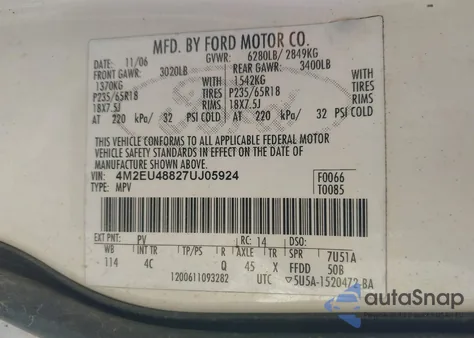 MFD. BY FORD MOTOR CO.
DATE: 11/06 GVWR: 6280LB/ 2849KG
FRONT GAWR: 3020LB REAR GAWR: 3400LB
1370KG WITH 1542KG WITH
P235/65R18 TIRES P235/65R18 TIRES
18X7.5J RIMS 18X7.5J RIMS
AT 220 kPa/ 32 PSI COLD AT 220 kPa/ 32 PSI COLD
THIS VEHICLE CONFORMS TO ALL APPLICABLE FEDERAL MOTOR
VEHICLE SAFETY STANDARDS IN EFFECT ON THE DATE OF MANUFACTURE
SHOWN ABOVE.
VIN: 4M2EU48827UJ05924 F0066
TYPE: MPV T0085
EXT PNT: PV RC: 14 DSO:
WB INT TR TP/PS R AXLE TR SPR 7U51A
114 4C Q 45 X FFDD 50B
1200611093282 UTC 5U5A-1520472-BA
autoSnap